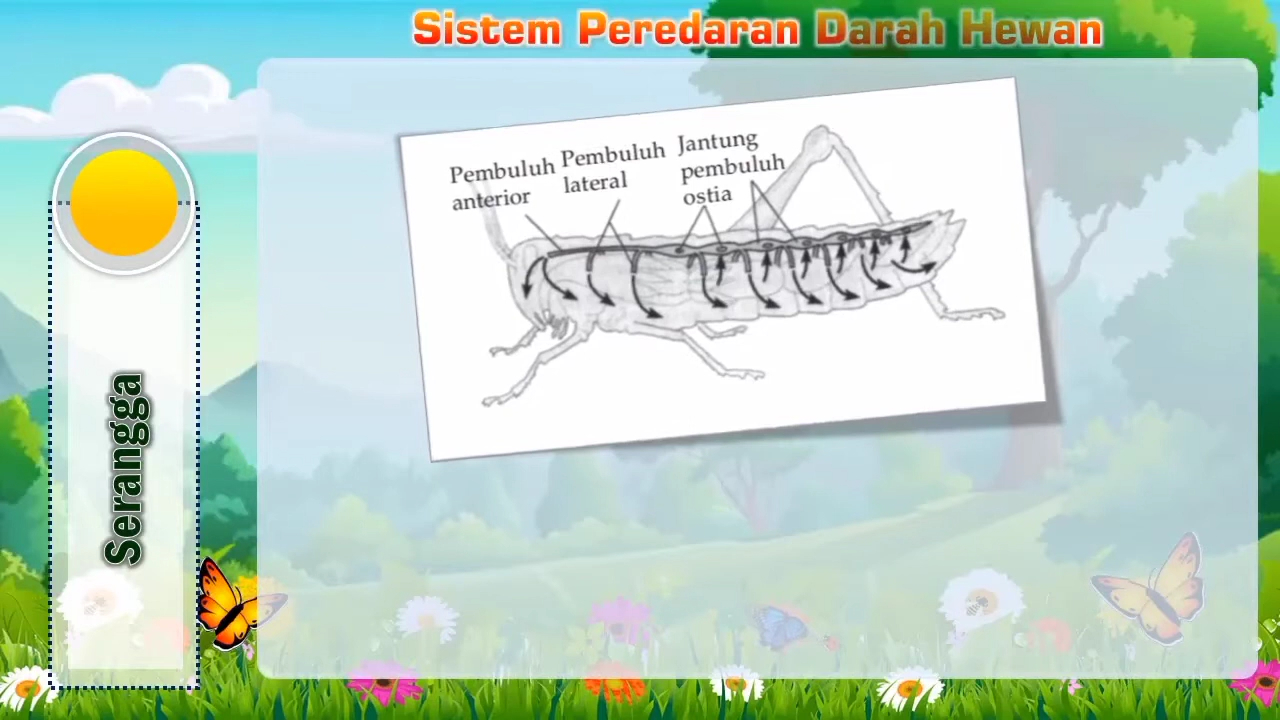 Sistem Peredaran Darah Hewan
Pembuluh
anterior
Pembuluh
lateral
Jantung
pembuluh
ostia
Serangga